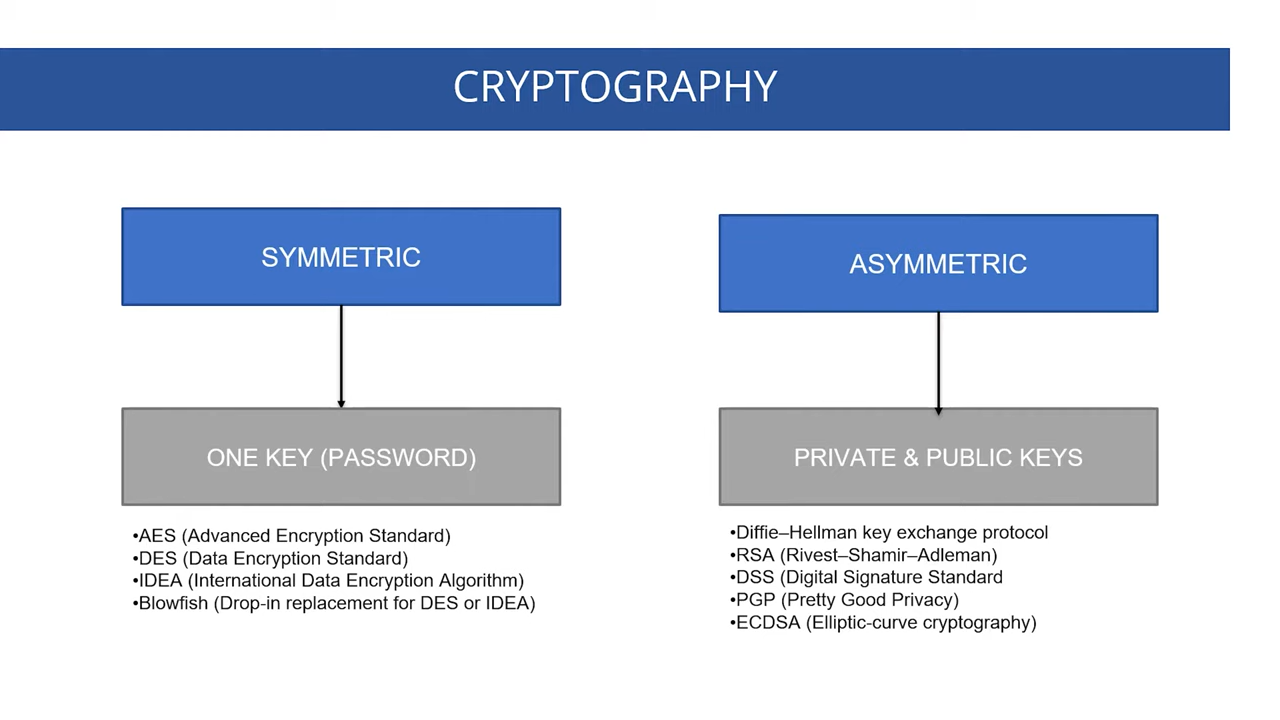 CRYPTOGRAPHY
SYMMETRIC
ONE KEY (PASSWORD)
•AES (Advanced Encryption Standard)
•DES (Data Encryption Standard)
•IDEA (International Data Encryption Algorithm)
•Blowfish (Drop-in replacement for DES or IDEA)
ASYMMETRIC
PRIVATE & PUBLIC KEYS
•Diffie–Hellman key exchange protocol
•RSA (Rivest–Shamir–Adleman)
•DSS (Digital Signature Standard
•PGP (Pretty Good Privacy)
•ECDSA (Elliptic-curve cryptography)